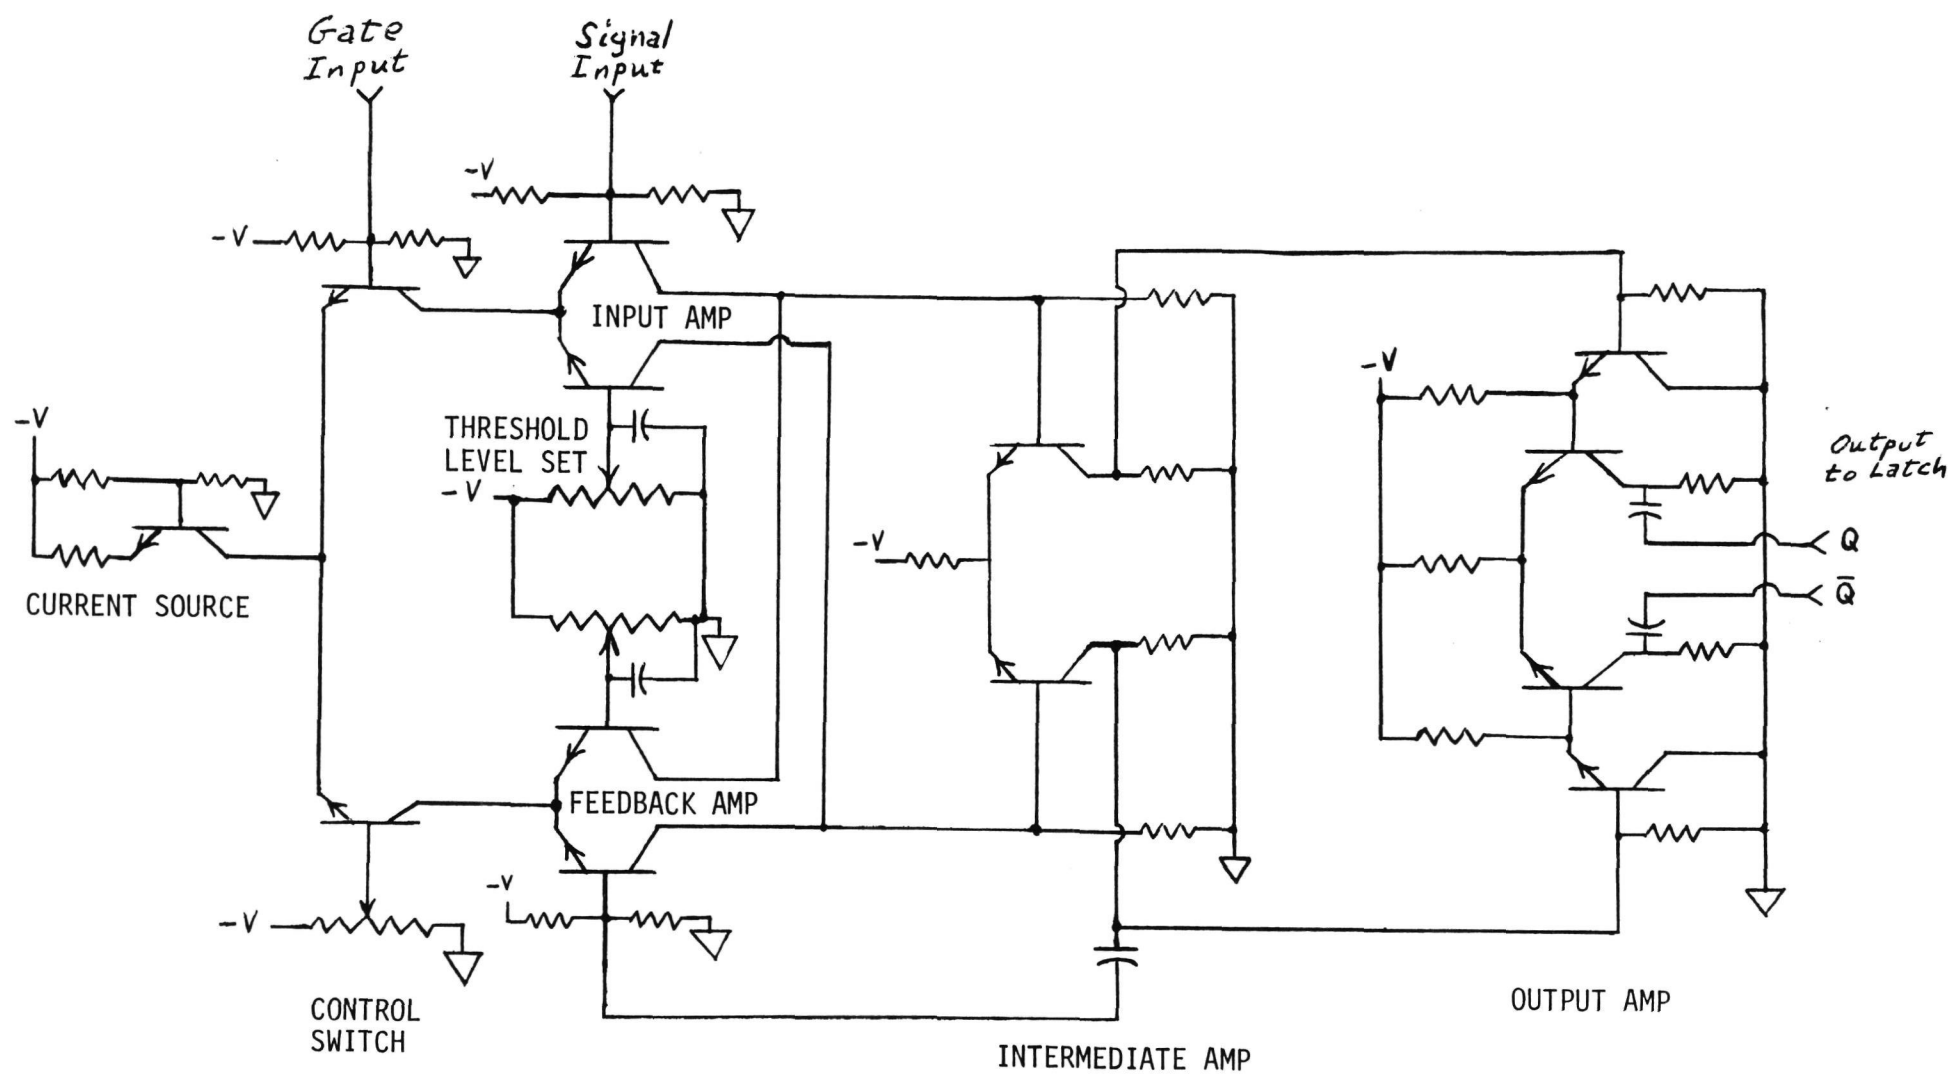 Gate
Input
Signal
Input
-V
-V
INPUT AMP
-V
-V
THRESHOLD
LEVEL SET
-V
Output
to Latch
-V
Q
Q̄
CURRENT SOURCE
FEEDBACK AMP
-V
-V
CONTROL
SWITCH
OUTPUT AMP
INTERMEDIATE AMP